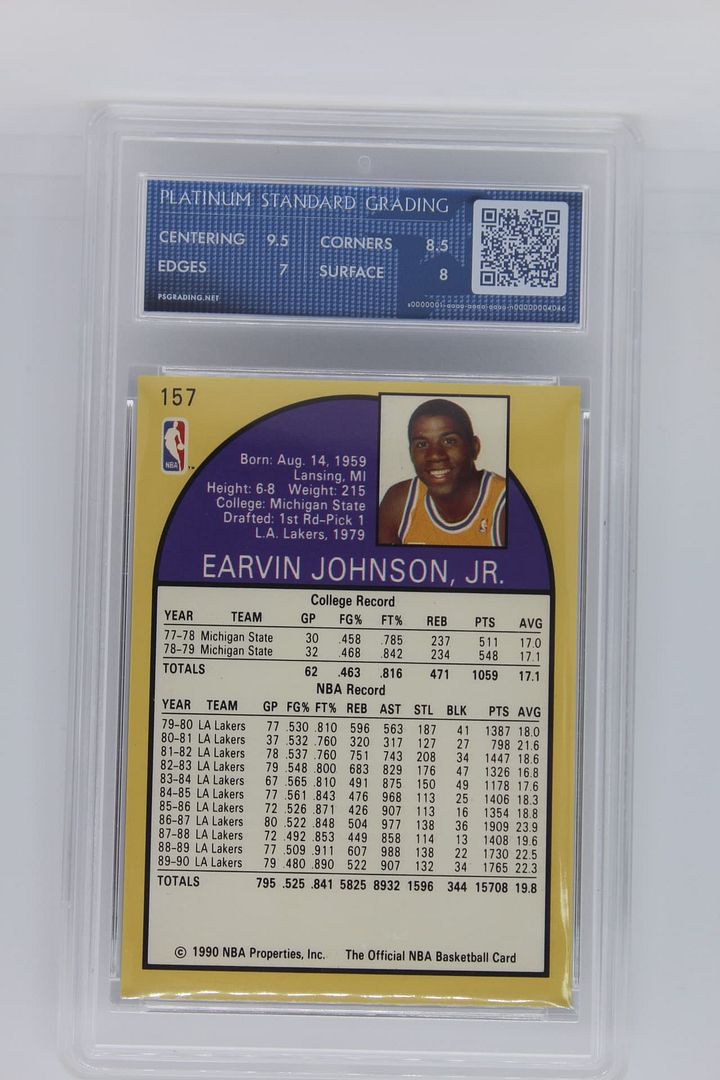 PLATINUM STANDARD GRADING
CENTERING 9.5 CORNERS 8.5
EDGES 7 SURFACE 8
PSGRADING.NET
157
NBA
Born: Aug. 14, 1959
Lansing, MI
Height: 6-8 Weight: 215
College: Michigan State
Drafted: 1st Rd-Pick 1
L.A. Lakers, 1979
EARVIN JOHNSON, JR.
College Record
YEAR TEAM GP FG% FT% REB PTS AVG
77-78 Michigan State 30 .458 .785 237 511 17.0
78-79 Michigan State 32 .468 .842 234 548 17.1
TOTALS 62 .463 .816 471 1059 17.1
NBA Record
YEAR TEAM GP FG% FT% REB AST STL BLK PTS AVG
79-80 LA Lakers 77 .530 .810 596 563 187 41 1387 18.0
80-81 LA Lakers 37 .532 .760 320 317 127 27 798 21.6
81-82 LA Lakers 78 .537 .760 751 743 208 34 1447 18.6
82-83 LA Lakers 79 .548 .800 683 829 176 47 1326 16.8
83-84 LA Lakers 67 .565 .810 491 875 150 49 1178 17.6
84-85 LA Lakers 77 .561 .843 476 968 113 25 1406 18.3
85-86 LA Lakers 72 .526 .871 426 907 113 16 1354 18.8
86-87 LA Lakers 80 .522 .848 504 977 138 36 1909 23.9
87-88 LA Lakers 72 .492 .853 449 858 114 13 1408 19.6
88-89 LA Lakers 77 .509 .911 607 988 138 22 1730 22.5
89-90 LA Lakers 79 .480 .890 522 907 132 34 1765 22.3
TOTALS 795 .525 .841 5825 8932 1596 344 15708 19.8
© 1990 NBA Properties, Inc. The Official NBA Basketball Card